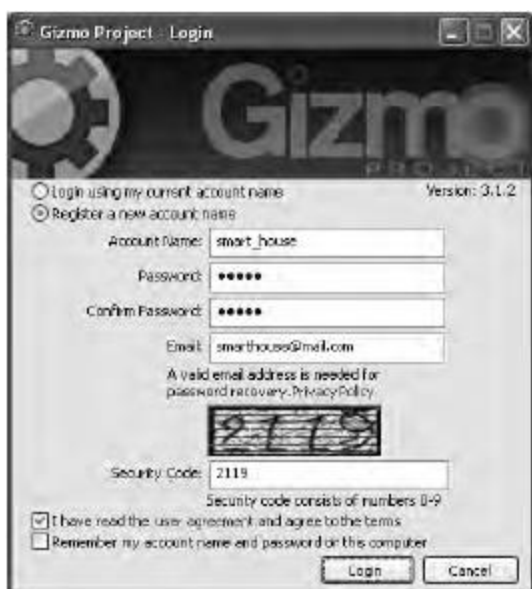 Gizmo Project - Login
Gizmo
PROJECT
Login using my current account name
Version: 3.1.2
Register a new account name
Account Name: smart_house
Password: •••••
Confirm Password: •••••
Email: smarthouse@mail.com
A valid email address is needed for
password recovery. Privacy Policy
2119
Security Code: 2119
Security code consists of numbers 0-9
I have read the user agreement and agree to the terms
Remember my account name and password on this computer
Login Cancel